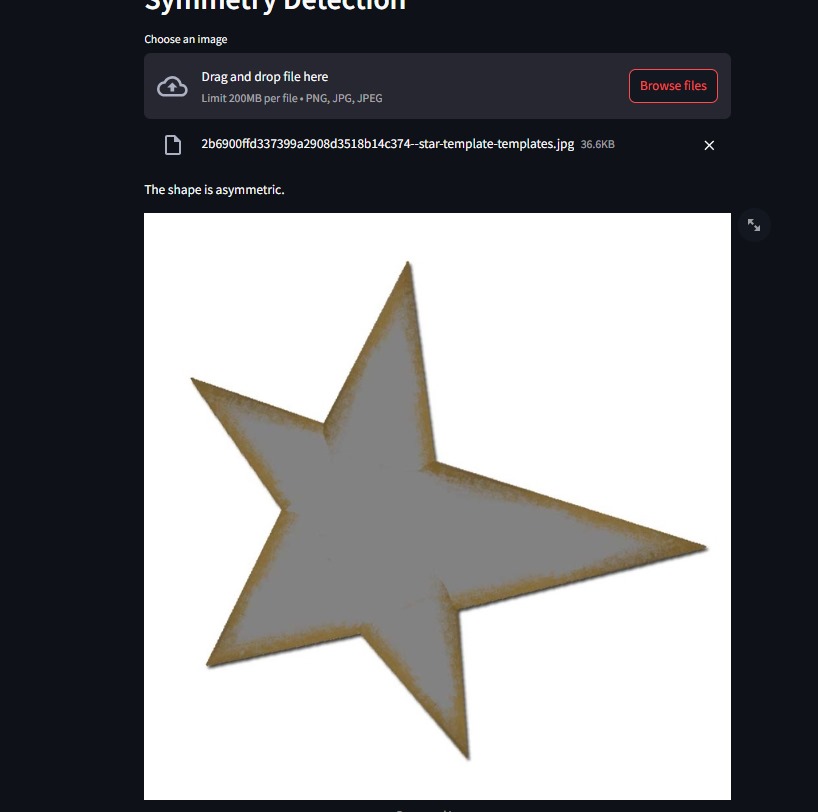 Symmetry Detection
Choose an image
Drag and drop file here
Limit 200MB per file • PNG, JPG, JPEG
Browse files
2b6900ffd337399a2908d3518b14c374--star-template-templates.jpg 36.6KB
The shape is asymmetric.